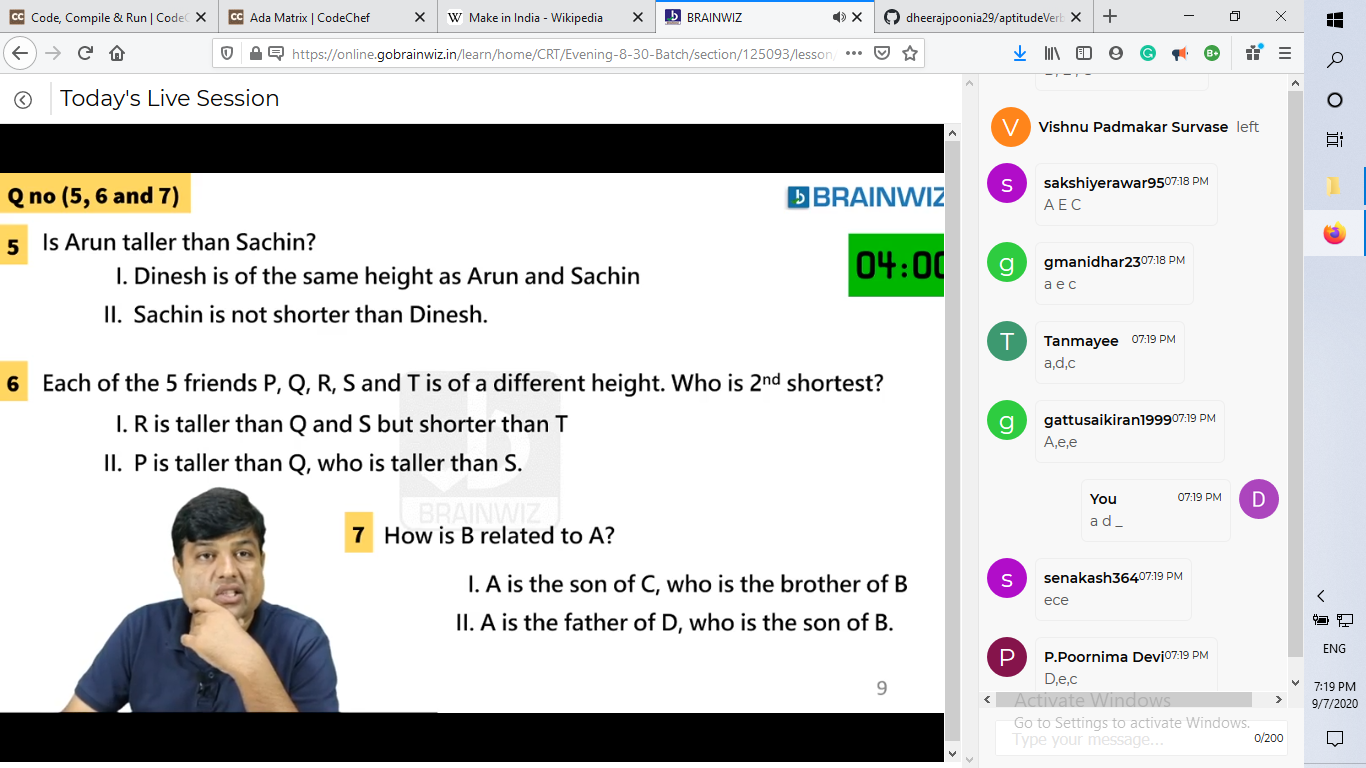 Code, Compile & Run | CodeC
Ada Matrix | CodeChef
Make in India - Wikipedia
BRAINWIZ
dheerajpoonia29/aptitudeVerb
https://online.gobrainwiz.in/learn/home/CRT/Evening-8-30-Batch/section/125093/lesson/
Today's Live Session
Vishnu Padmakar Survase left
Q no (5, 6 and 7)
BRAINWIZ
5 Is Arun taller than Sachin?
I. Dinesh is of the same height as Arun and Sachin
II. Sachin is not shorter than Dinesh.
04:00
6 Each of the 5 friends P, Q, R, S and T is of a different height. Who is 2nd shortest?
I. R is taller than Q and S but shorter than T
II. P is taller than Q, who is taller than S.
BRAINWIZ
7 How is B related to A?
I. A is the son of C, who is the brother of B
II. A is the father of D, who is the son of B.
9
V
s
sakshiyerawar95 07:18 PM
A E C
g
gmanidhar23 07:18 PM
a e c
T
Tanmayee 07:19 PM
a,d,c
g
gattusaikiran1999 07:19 PM
A,e,e
You 07:19 PM
a d _
D
s
senakash364 07:19 PM
ece
P
P.Poornima Devi 07:19 PM
D,e,c
Activate Windows
Go to Settings to activate Windows.
Type your message...
0/200
ENG
7:19 PM
9/7/2020